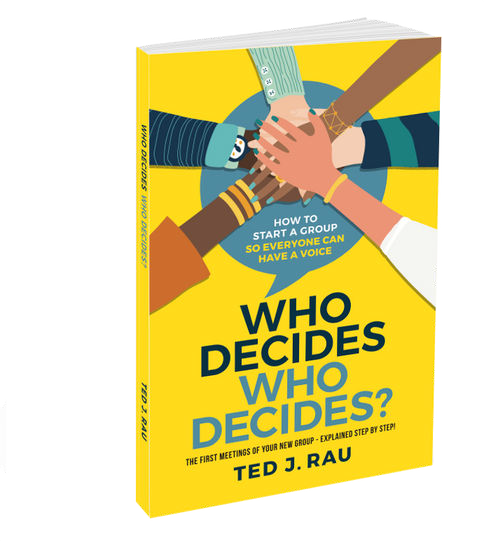 WHO DECIDES WHO DECIDES?
TED J. RAU
HOW TO
START A GROUP
SO EVERYONE CAN
HAVE A VOICE
WHO
DECIDES
WHO
DECIDES?
THE FIRST MEETINGS OF YOUR NEW GROUP - EXPLAINED STEP BY STEP!
TED J. RAU